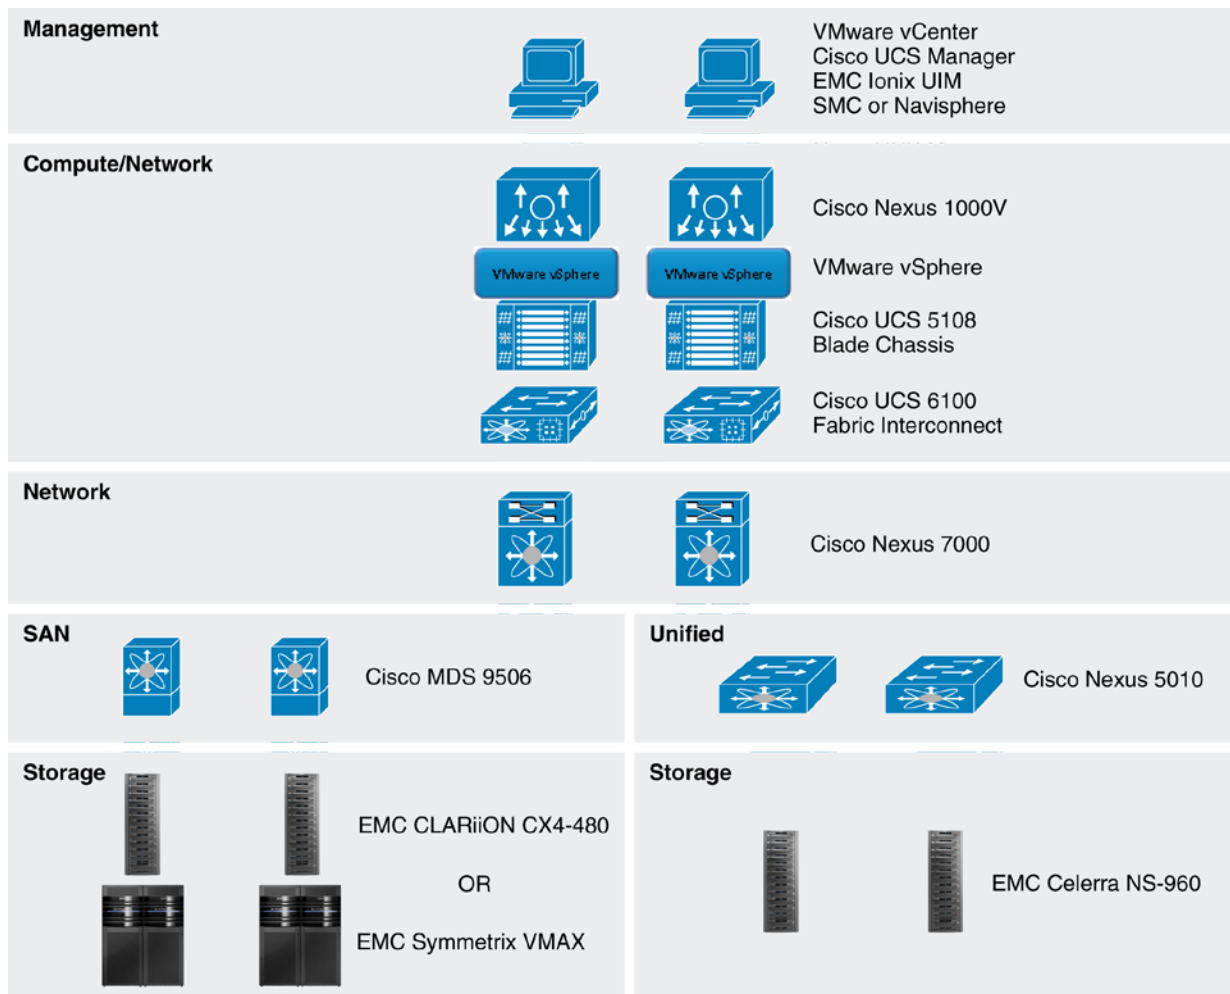 Management
VMware vCenter
Cisco UCS Manager
EMC Ionix UIM
SMC or Navisphere
Compute/Network
Cisco Nexus 1000V
VMware vSphere
VMware vSphere
VMware vSphere
Cisco UCS 5108
Blade Chassis
Cisco UCS 6100
Fabric Interconnect
Network
Cisco Nexus 7000
SAN
Cisco MDS 9506
Unified
Cisco Nexus 5010
Storage
EMC CLARiiON CX4-480
OR
EMC Symmetrix VMAX
Storage
EMC Celerra NS-960